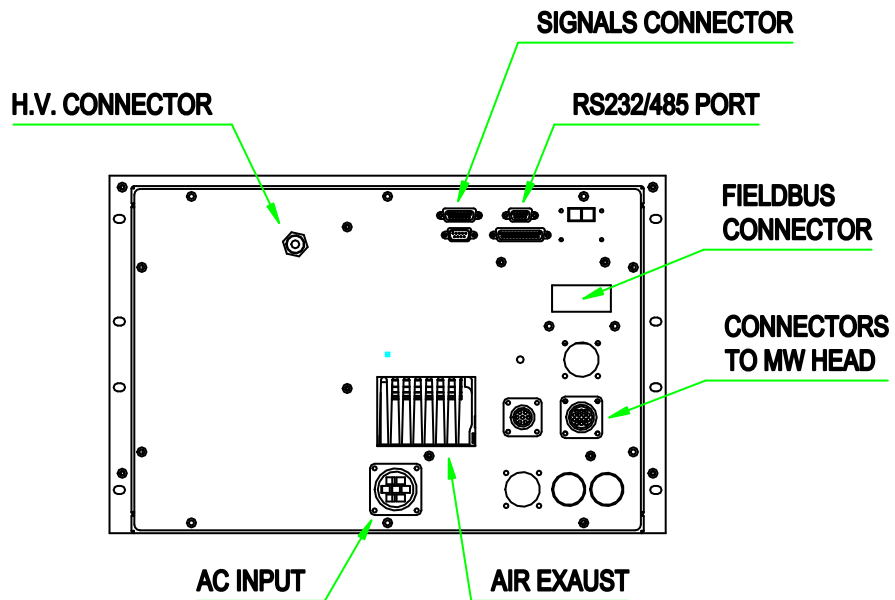 SIGNALS CONNECTOR
H.V. CONNECTOR
RS232/485 PORT
FIELDBUS
CONNECTOR
CONNECTORS
TO MW HEAD
AC INPUT
AIR EXAUST